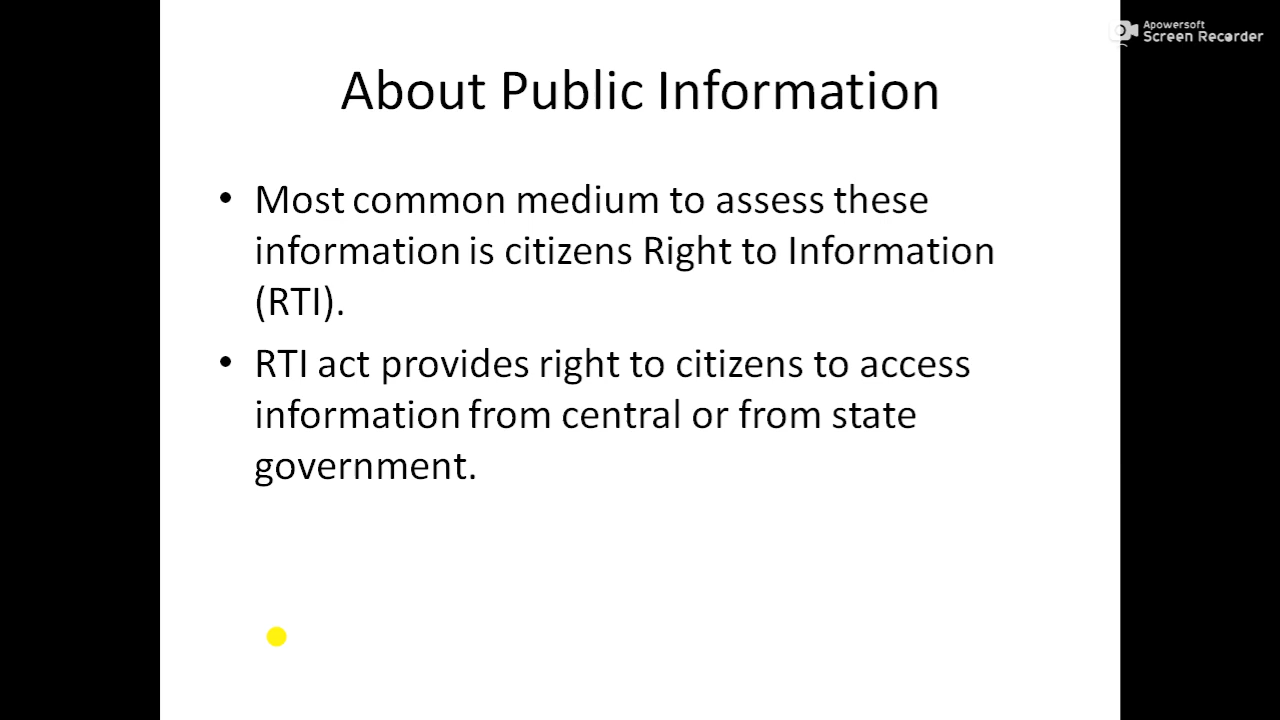 Apowersoft
Screen Recorder
About Public Information
• Most common medium to assess these
information is citizens Right to Information
(RTI).
• RTI act provides right to citizens to access
information from central or from state
government.